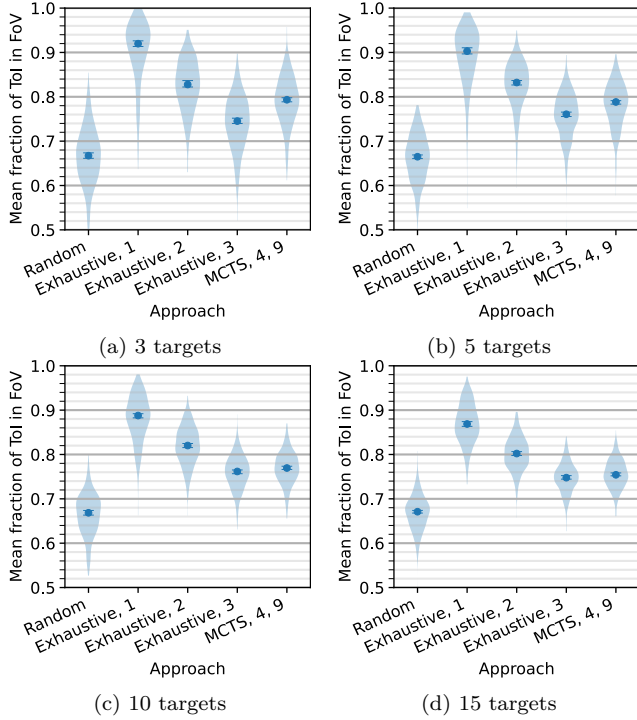 Mean fraction of ToI in FoV
1.0
0.9
0.8
0.7
0.6
0.5
Random
Exhaustive, 1
Exhaustive, 2
Exhaustive, 3
MCTS, 4, 9
Approach
(a) 3 targets
Mean fraction of ToI in FoV
1.0
0.9
0.8
0.7
0.6
0.5
Random
Exhaustive, 1
Exhaustive, 2
Exhaustive, 3
MCTS, 4, 9
Approach
(b) 5 targets
Mean fraction of ToI in FoV
1.0
0.9
0.8
0.7
0.6
0.5
Random
Exhaustive, 1
Exhaustive, 2
Exhaustive, 3
MCTS, 4, 9
Approach
(c) 10 targets
Mean fraction of ToI in FoV
1.0
0.9
0.8
0.7
0.6
0.5
Random
Exhaustive, 1
Exhaustive, 2
Exhaustive, 3
MCTS, 4, 9
Approach
(d) 15 targets